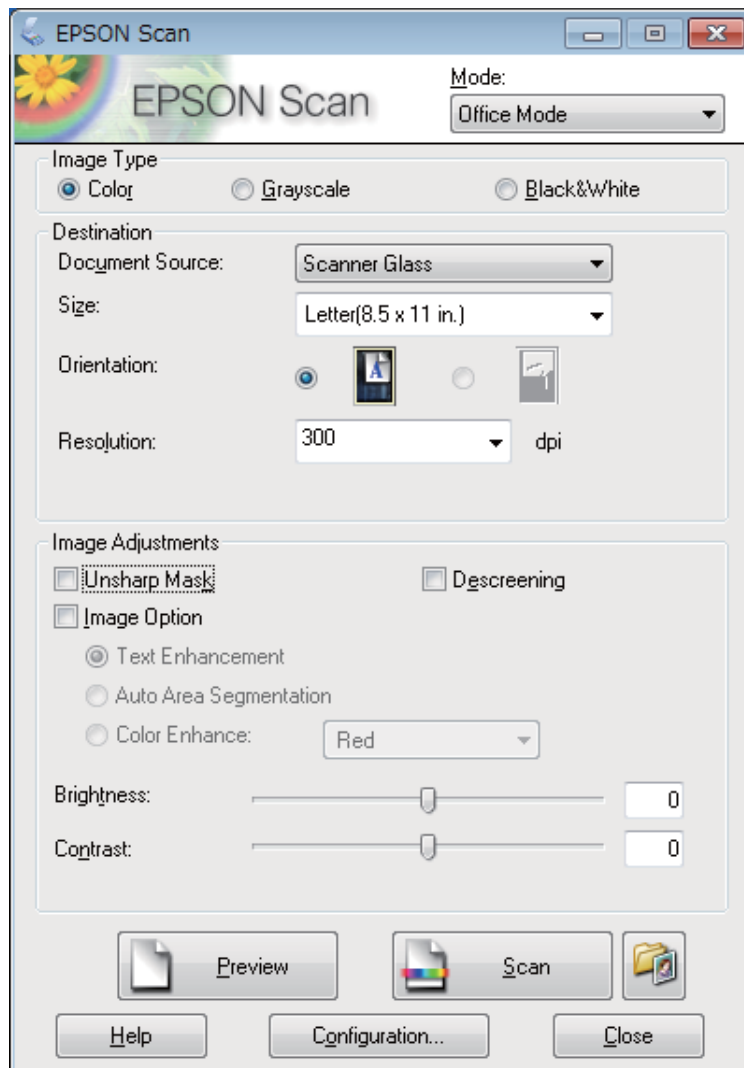 EPSON Scan
EPSON Scan
Mode:
Office Mode
Image Type
Color Grayscale Black&White
Destination
Document Source: Scanner Glass
Size: Letter(8.5 x 11 in.)
Orientation: A
Resolution: 300 dpi
Image Adjustments
Unsharp Mask Descreening
Image Option
Text Enhancement
Auto Area Segmentation
Color Enhance: Red
Brightness: 0
Contrast: 0
Preview Scan
Help Configuration... Close